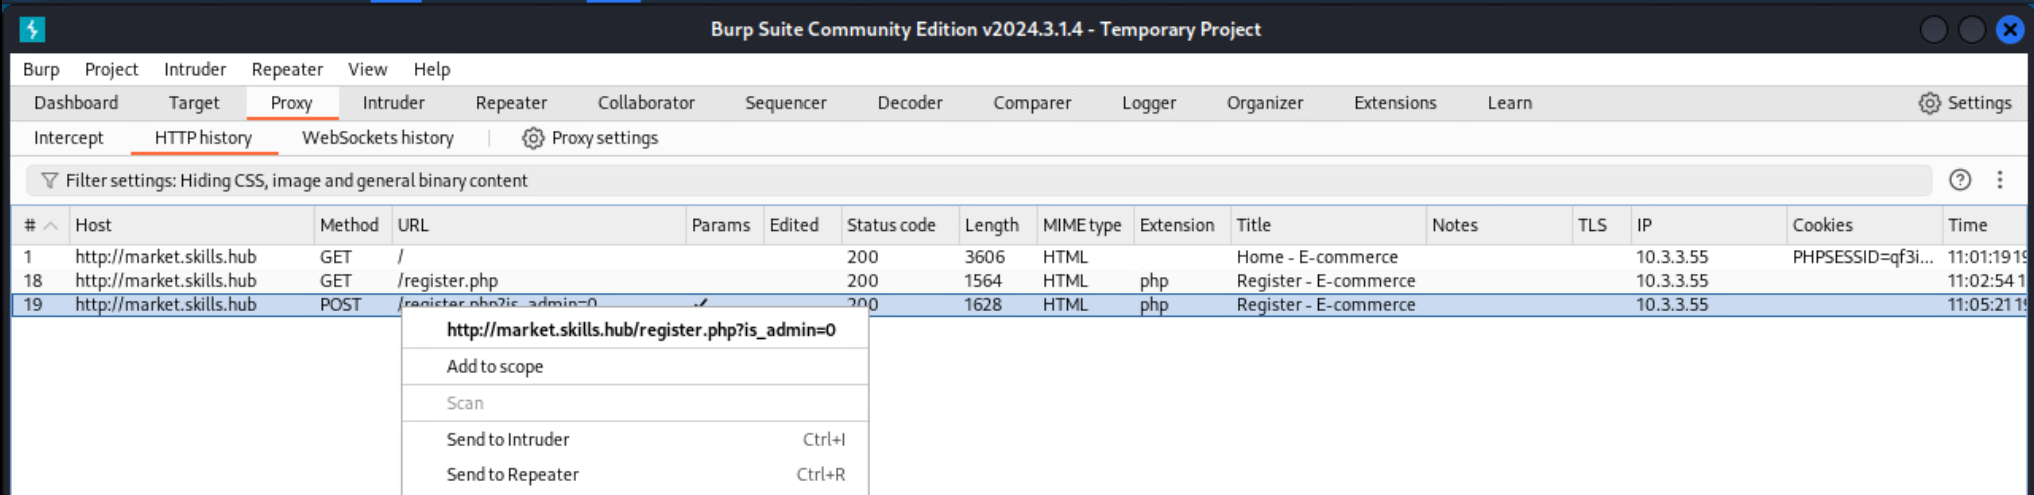 Burp Suite Community Edition v2024.3.1.4 - Temporary Project
Burp Project Intruder Repeater View Help
Dashboard Target Proxy Intruder Repeater Collaborator Sequencer Decoder Comparer Logger Organizer Extensions Learn Settings
Intercept HTTP history WebSockets history Proxy settings
Filter settings: Hiding CSS, image and general binary content
# Host Method URL Params Edited Status code Length MIME type Extension Title Notes TLS IP Cookies Time
1 http://market.skills.hub GET / 200 3606 HTML Home - E-commerce 10.3.3.55 PHPSESSID=qf3i... 11:01:19 19
18 http://market.skills.hub GET /register.php 200 1564 HTML php Register - E-commerce 10.3.3.55 11:02:54 1
19 http://market.skills.hub POST /register.php?is_admin=0 ✓ 200 1628 HTML php Register - E-commerce 10.3.3.55 11:05:21 19
http://market.skills.hub/register.php?is_admin=0
Add to scope
Scan
Send to Intruder Ctrl+I
Send to Repeater Ctrl+R